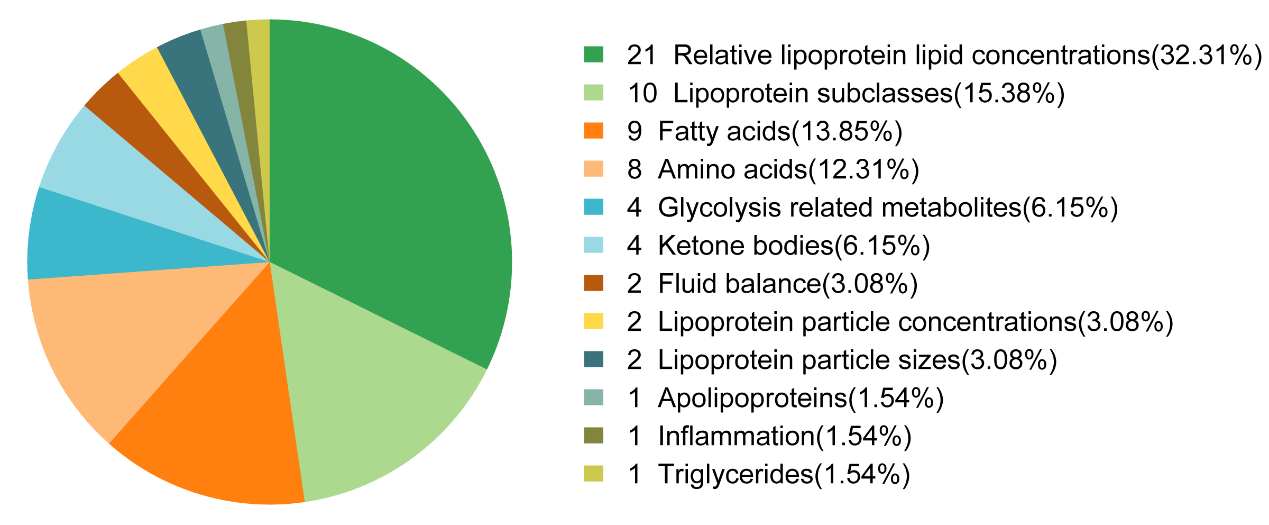 21 Relative lipoprotein lipid concentrations(32.31%)
10 Lipoprotein subclasses(15.38%)
9 Fatty acids(13.85%)
8 Amino acids(12.31%)
4 Glycolysis related metabolites(6.15%)
4 Ketone bodies(6.15%)
2 Fluid balance(3.08%)
2 Lipoprotein particle concentrations(3.08%)
2 Lipoprotein particle sizes(3.08%)
1 Apolipoproteins(1.54%)
1 Inflammation(1.54%)
1 Triglycerides(1.54%)